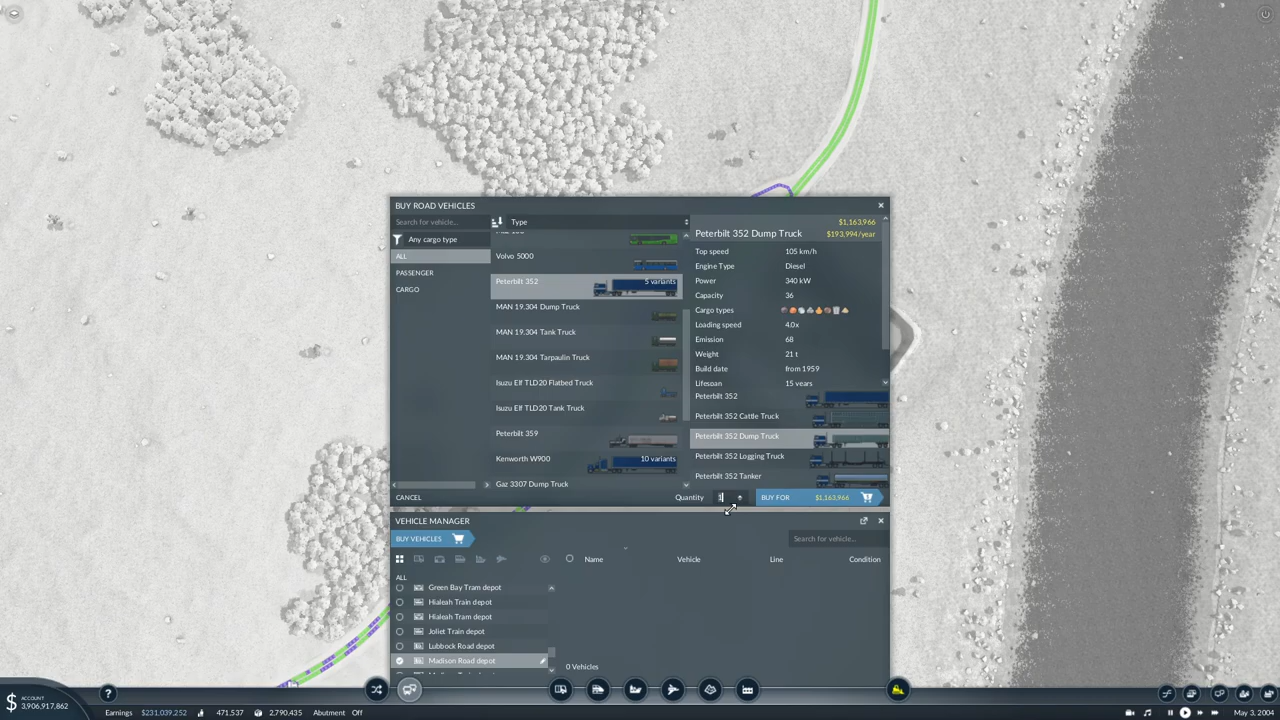 BUY ROAD VEHICLES
Search for vehicle...
Type
Any cargo type
ALL
PASSENGER
CARGO
Volvo 5000
Peterbilt 352
5 variants
MAN 19.304 Dump Truck
MAN 19.304 Tank Truck
MAN 19.304 Tarpaulin Truck
Isuzu Elf TLD20 Flatbed Truck
Isuzu Elf TLD20 Tank Truck
Peterbilt 359
Kenworth W900
10 variants
Gaz 3307 Dump Truck
$1,163,966
Peterbilt 352 Dump Truck
$193,994/year
Top speed 105 km/h
Engine Type Diesel
Power 340 kW
Capacity 36
Cargo types
Loading speed 4.0x
Emission 68
Weight 21 t
Build date from 1959
Lifespan 15 years
Peterbilt 352
Peterbilt 352 Cattle Truck
Peterbilt 352 Dump Truck
Peterbilt 352 Logging Truck
Peterbilt 352 Tanker
CANCEL
Quantity
BUY FOR $1,163,966
VEHICLE MANAGER
BUY VEHICLES
Search for vehicle...
Name Vehicle Line Condition
ALL
Green Bay Tram depot
Hialeah Train depot
Hialeah Tram depot
Joliet Train depot
Lubbock Road depot
Madison Road depot
0 Vehicles
ACCOUNT
3,906,917,862
Earnings $231,039,252 471,537 2,790,435 Abutment Off
May 3, 2004